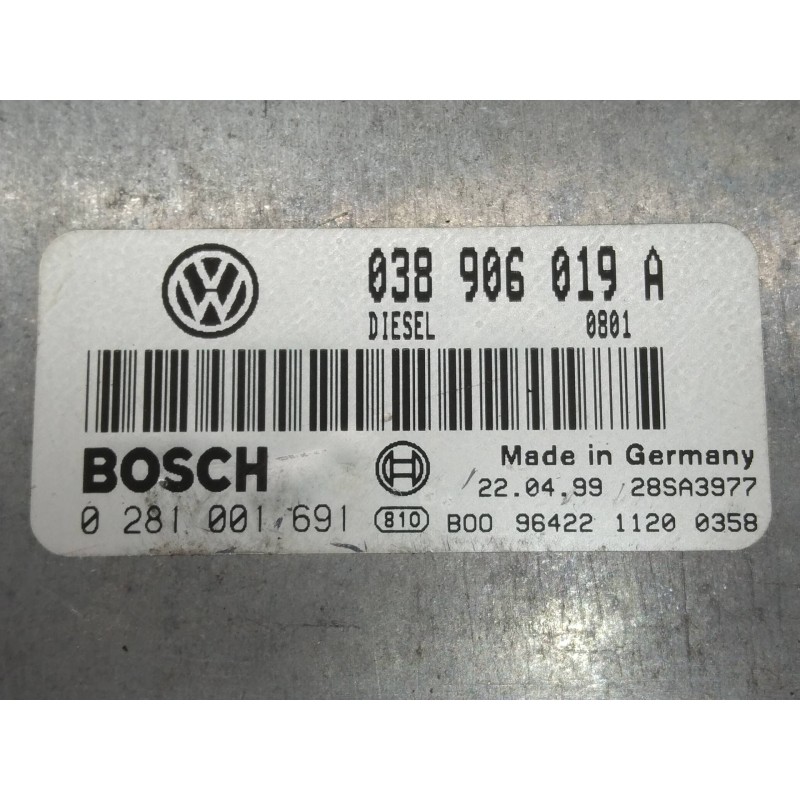 038 906 019 A
DIESEL 0801
BOSCH Made in Germany
22.04.99 28SA3977
0 281 001 691 810 B00 96422 1120 0358